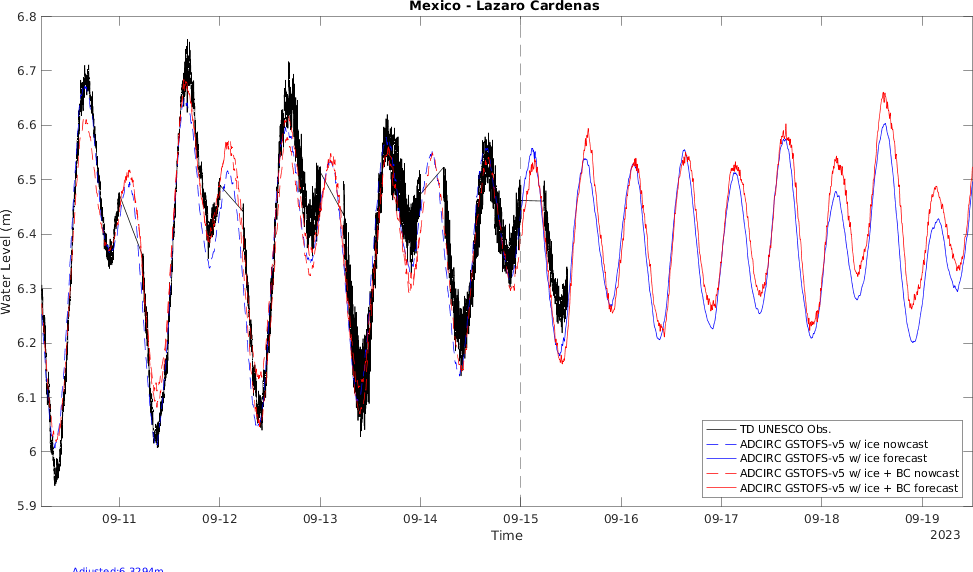 Mexico - Lazaro Cardenas
6.8
6.7
6.6
6.5
6.4
6.3
6.2
6.1
6
5.9
Water Level (m)
09-11
09-12
09-13
09-14
09-15
09-16
09-17
09-18
09-19
Time
2023
TD UNESCO Obs.
ADCIRC GSTOFS-v5 w/ ice nowcast
ADCIRC GSTOFS-v5 w/ ice forecast
ADCIRC GSTOFS-v5 w/ ice + BC nowcast
ADCIRC GSTOFS-v5 w/ ice + BC forecast
Adjusted:6.3294m